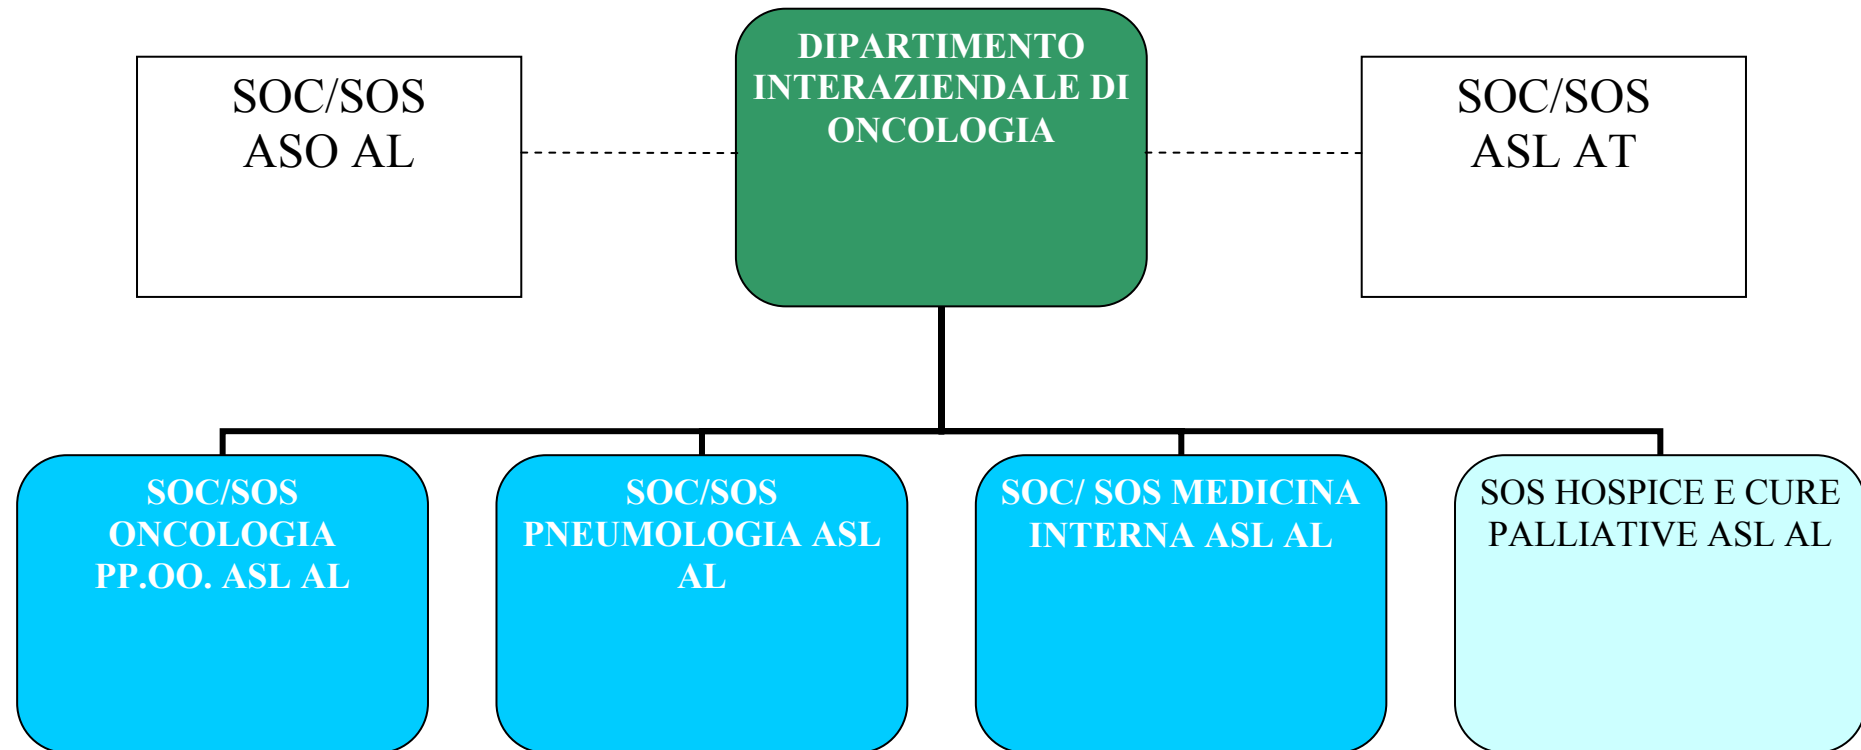 SOC/SOS
ASO AL
DIPARTIMENTO
INTERAZIENDALE DI
ONCOLOGIA
SOC/SOS
ASL AT
SOC/SOS
ONCOLOGIA
PP.OO. ASL AL
SOC/SOS
PNEUMOLOGIA ASL
AL
SOC/ SOS MEDICINA
INTERNA ASL AL
SOS HOSPICE E CURE
PALLIATIVE ASL AL